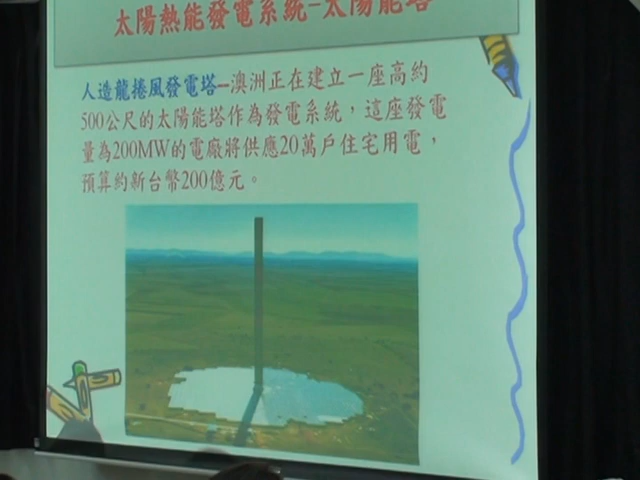 太陽熱能發電系統-太陽能塔
人造龍捲風發電塔–澳洲正在建立一座高約
500公尺的太陽能塔作為發電系統，這座發電
量為200MW的電廠將供應20萬戶住宅用電，
預算約新台幣200億元。